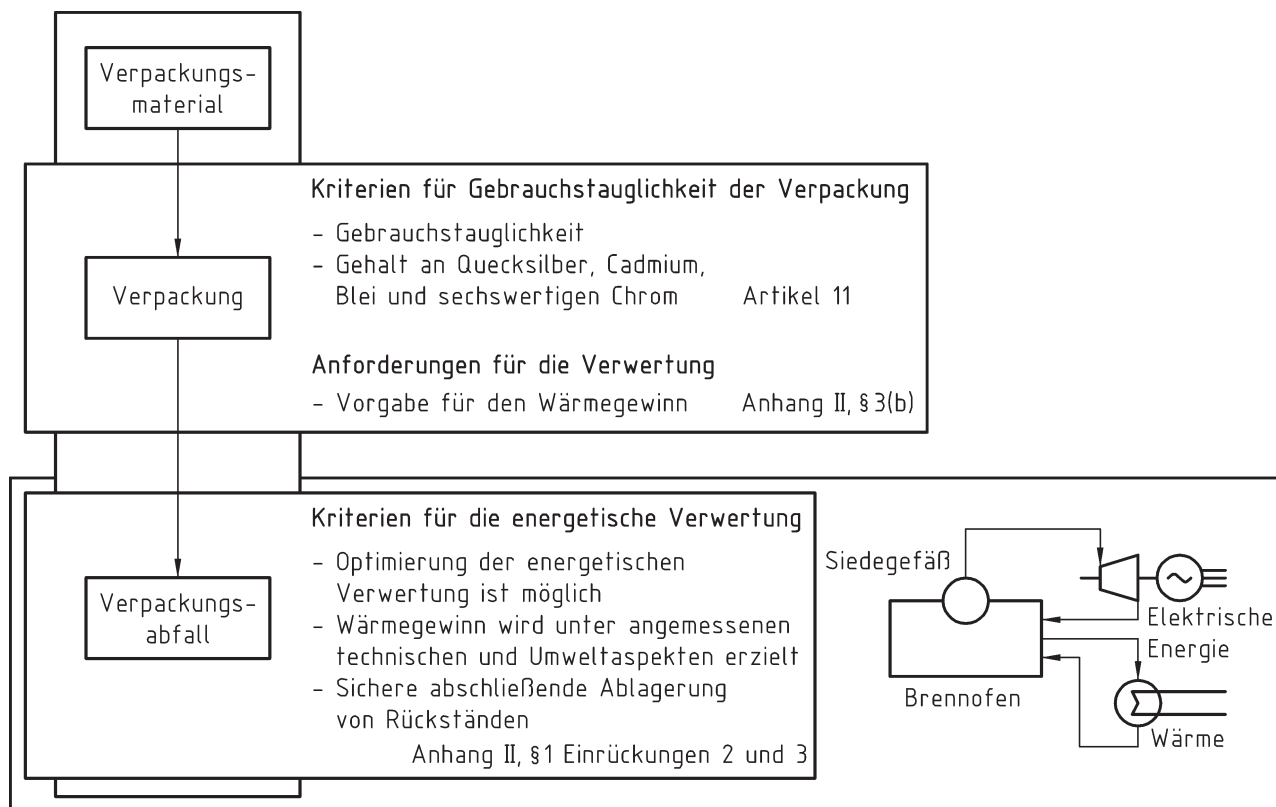 Verpackungs-
material
Kriterien für Gebrauchstauglichkeit der Verpackung
– Gebrauchstauglichkeit
– Gehalt an Quecksilber, Cadmium,
Blei und sechswertigen Chrom Artikel 11
Verpackung
Anforderungen für die Verwertung
– Vorgabe für den Wärmegewinn Anhang II, §3(b)
Kriterien für die energetische Verwertung
– Optimierung der energetischen
Verwertung ist möglich
– Wärmegewinn wird unter angemessenen
technischen und Umweltaspekten erzielt
– Sichere abschließende Ablagerung
von Rückständen
Anhang II, §1 Einrückungen 2 und 3
Verpackungs-
abfall
Siedegefäß
Elektrische
Energie
Brennofen
Wärme